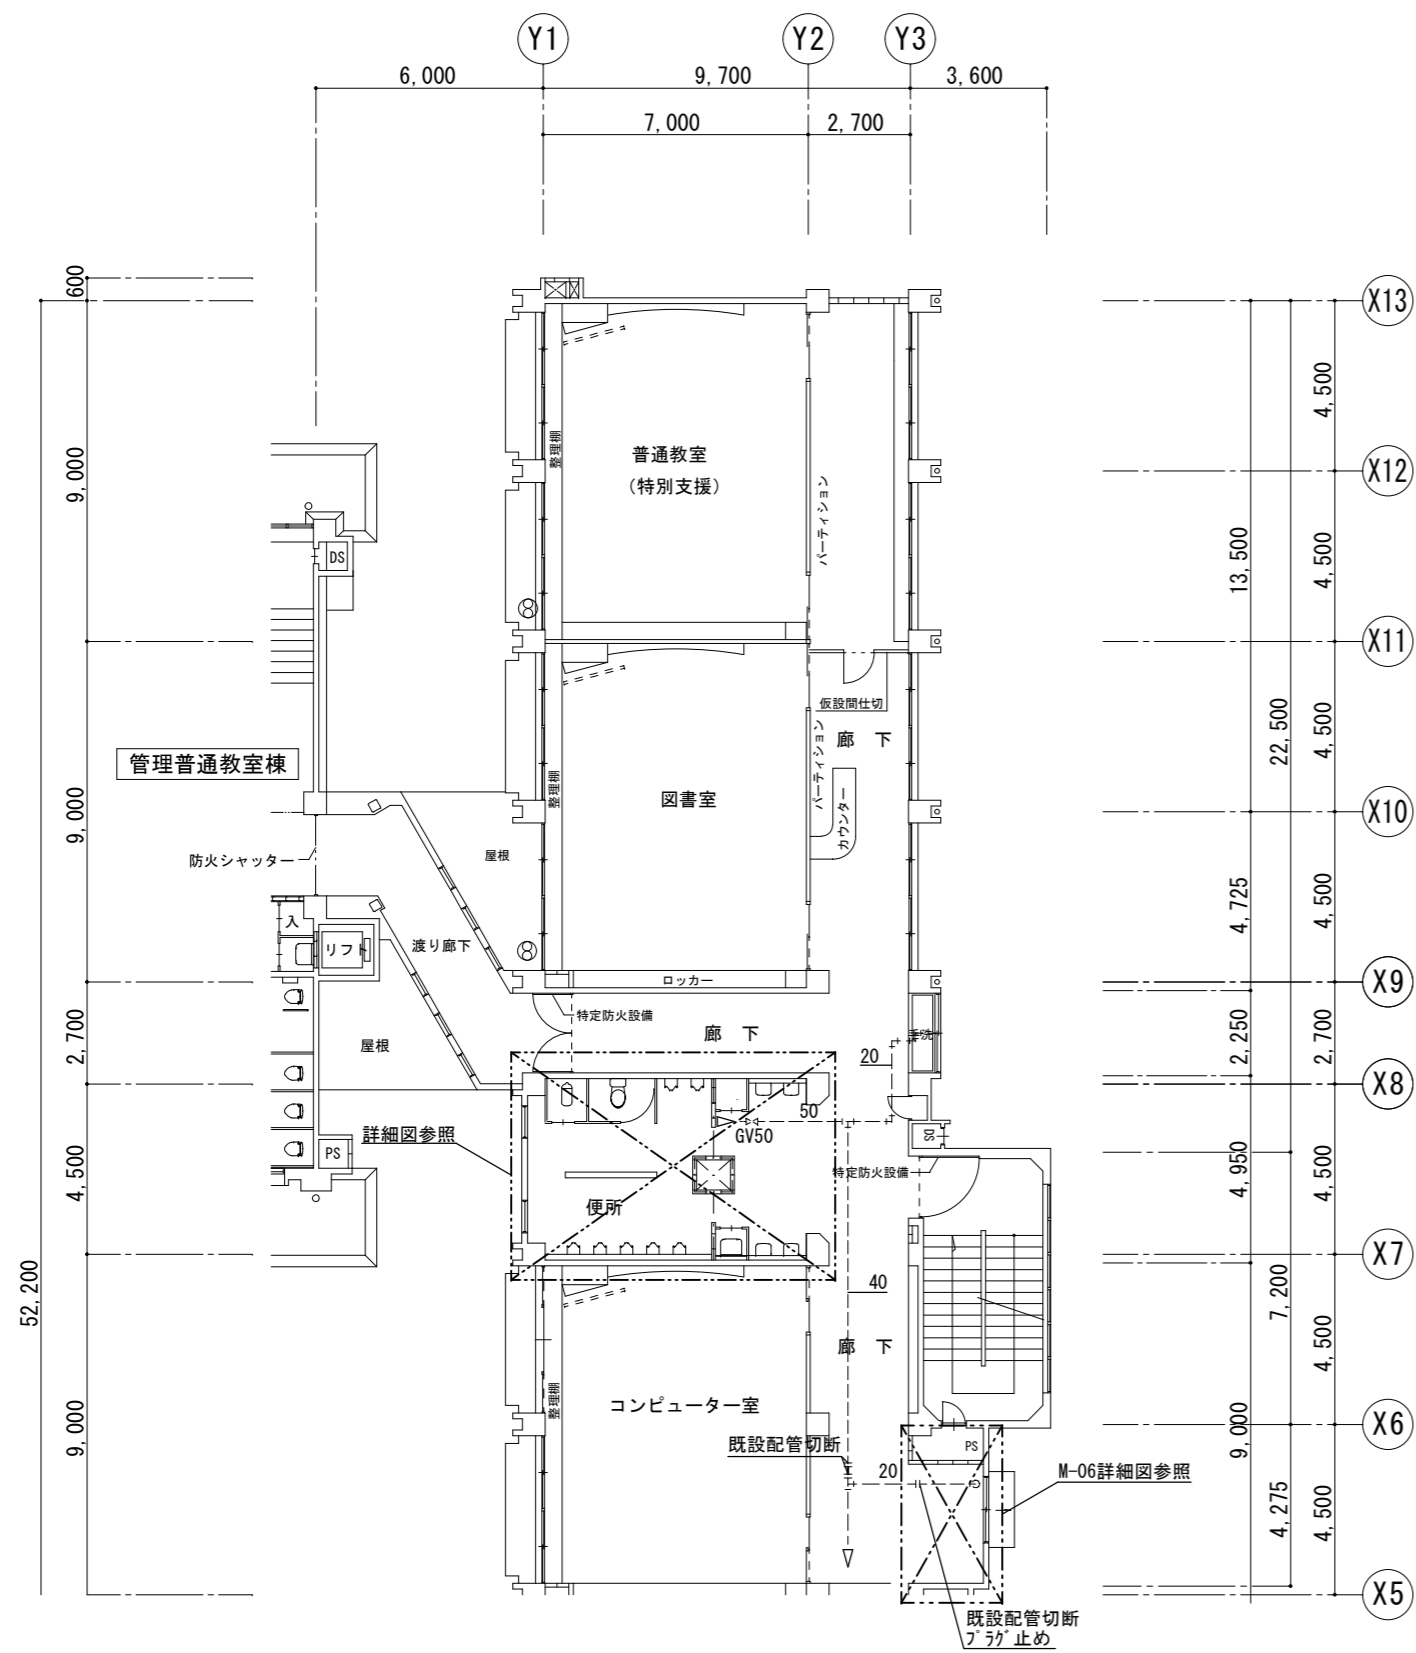 Y1
Y2
Y3
6,000
9,700
3,600
7,000
2,700
600
X13
4,500
整理棚
普通教室
(特別支援)
パーティション
9,000
X12
DS
13,500
4,500
X11
仮設間仕切
パーティション
廊 下
22,500
4,500
管理普通教室棟
整理棚
図書室
カウンター
9,000
X10
防火シャッター
屋根
4,725
4,500
入
リフト
渡り廊下
ロッカー
X9
特定防火設備
廊 下
手洗
屋根
20
2,700
2,250
2,700
X8
50
GV50
詳細図参照
PS
DS
特定防火設備
4,500
4,950
4,500
便所
X7
52,200
40
7,200
廊 下
4,500
整理棚
コンピューター室
9,000
X6
既設配管切断
PS
9,000
20
M-06詳細図参照
4,275
4,500
X5
既設配管切断
プラグ止め